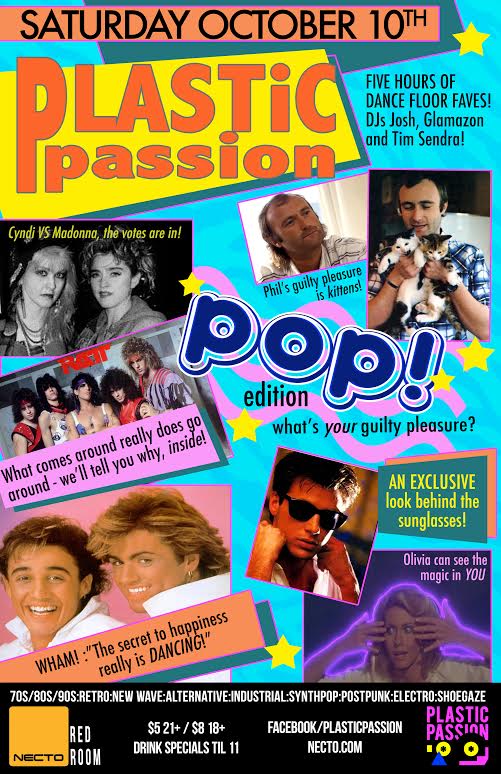 SATURDAY OCTOBER 10TH
PLASTiC
passion
FIVE HOURS OF
DANCE FLOOR FAVES!
DJs Josh, Glamazon
and Tim Sendra!
Cyndi VS Madonna, the votes are in!
Phil's guilty pleasure
is kittens!
RATT
pop!
edition
what's your guilty pleasure?
What comes around really does go
around - we'll tell you why, inside!
AN EXCLUSIVE
look behind the
sunglasses!
Olivia can see the
magic in YOU
WHAM! :"The secret to happiness
really is DANCING!"
70S/80S/90S:RETRO:NEW WAVE:ALTERNATIVE:INDUSTRIAL:SYNTHPOP:POSTPUNK:ELECTRO:SHOEGAZE
NECTO
RED
ROOM
$5 21+ / $8 18+
DRINK SPECIALS TIL 11
FACEBOOK/PLASTICPASSION
NECTO.COM
PLASTIC
PASSION